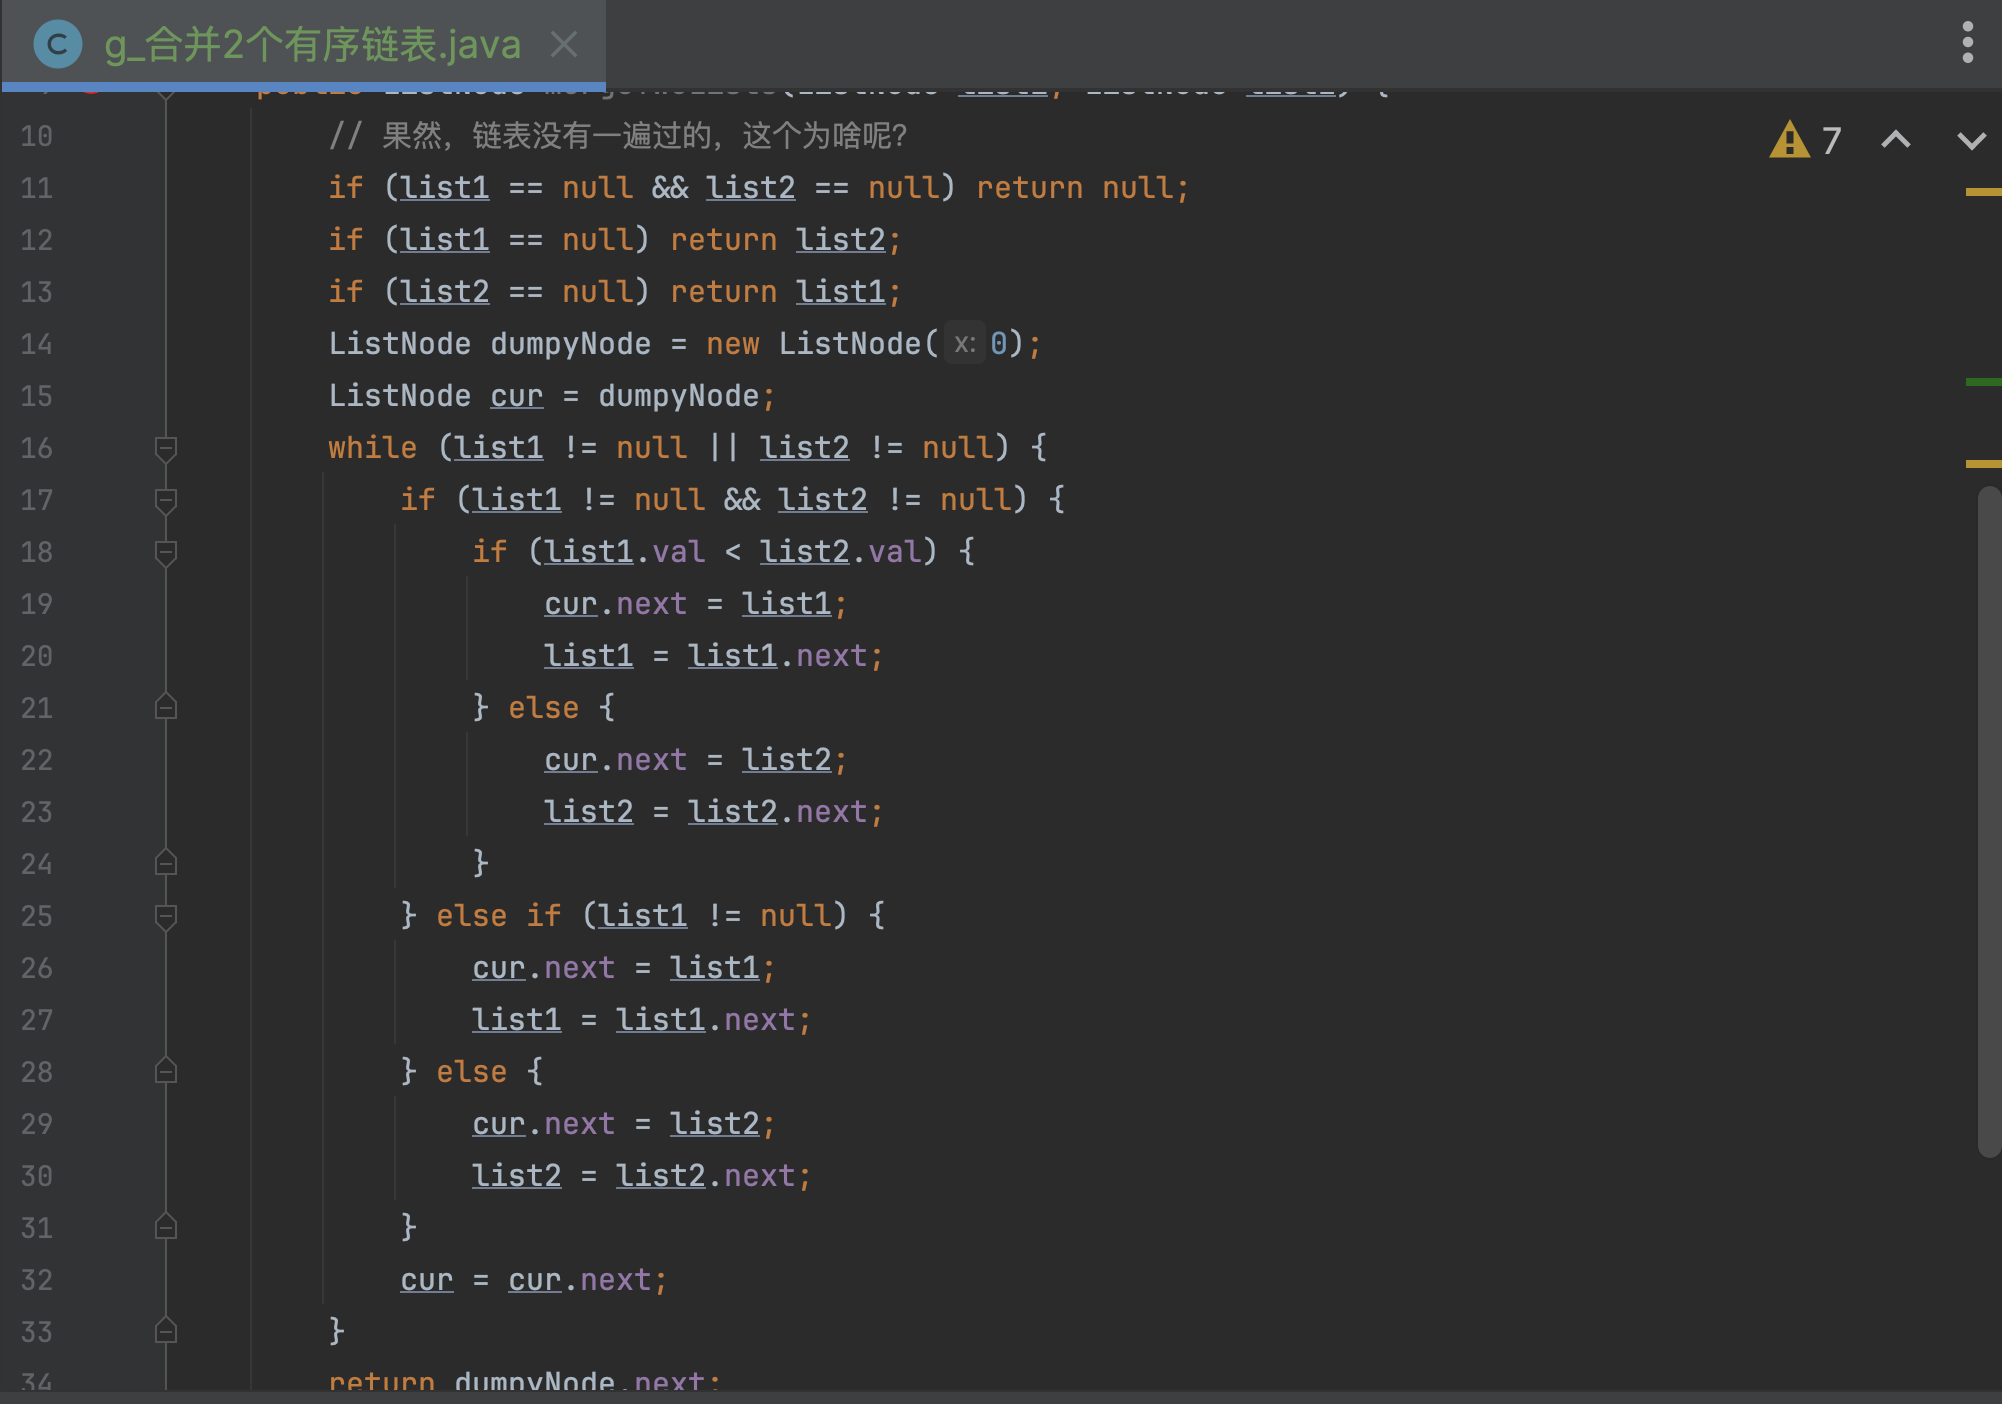 C g_合并2个有序链表.java
7
10 // 果然，链表没有一遍过的，这个为啥呢？
11 if (list1 == null && list2 == null) return null;
12 if (list1 == null) return list2;
13 if (list2 == null) return list1;
14 ListNode dumpyNode = new ListNode( x: 0);
15 ListNode cur = dumpyNode;
16 while (list1 != null || list2 != null) {
17 if (list1 != null && list2 != null) {
18 if (list1.val < list2.val) {
19 cur.next = list1;
20 list1 = list1.next;
21 } else {
22 cur.next = list2;
23 list2 = list2.next;
24 }
25 } else if (list1 != null) {
26 cur.next = list1;
27 list1 = list1.next;
28 } else {
29 cur.next = list2;
30 list2 = list2.next;
31 }
32 cur = cur.next;
33 }
34 return dumpyNode.next;